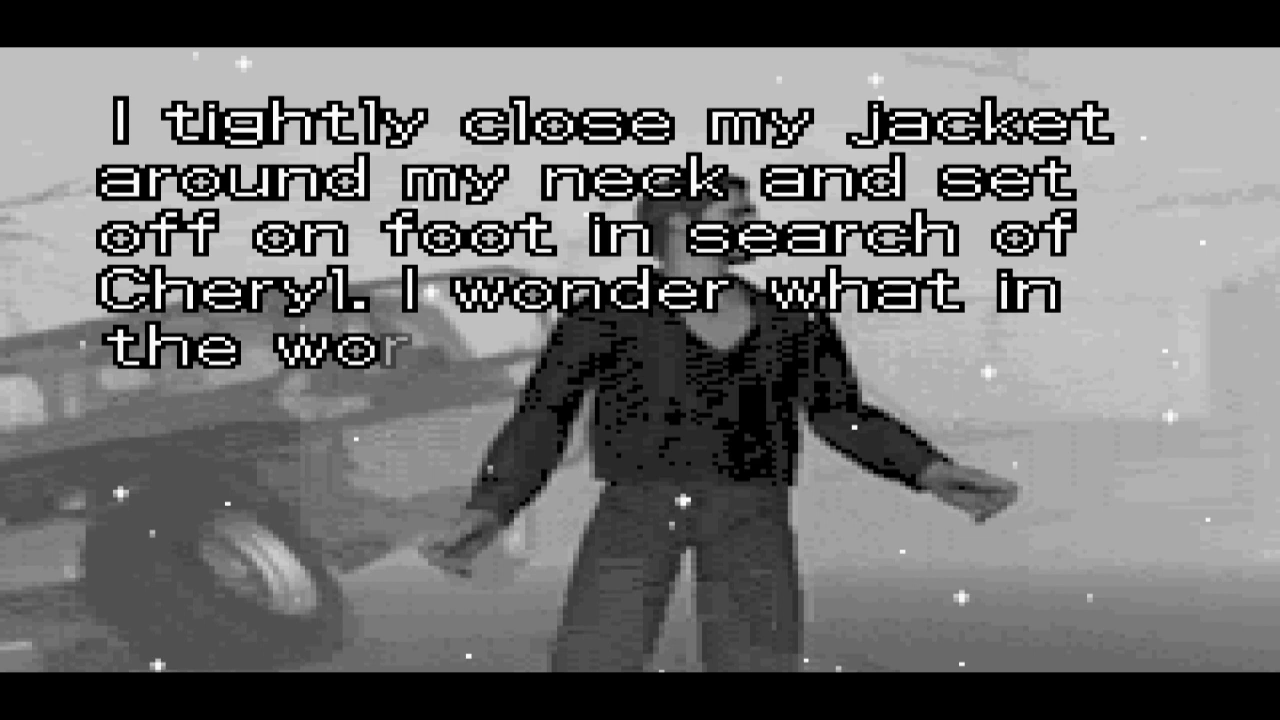 I tightly close my jacket
around my neck and set
off on foot in search of
Cheryl. I wonder what in
the wor